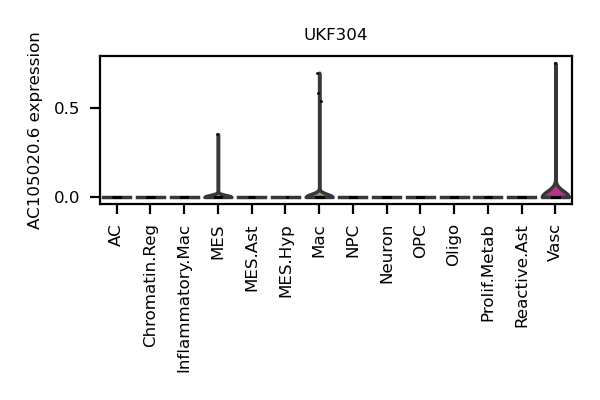 UKF304
AC105020.6 expression
0.5
0.0
AC
Chromatin.Reg
Inflammatory.Mac
MES
MES.Ast
MES.Hyp
Mac
NPC
Neuron
OPC
Oligo
Prolif.Metab
Reactive.Ast
Vasc